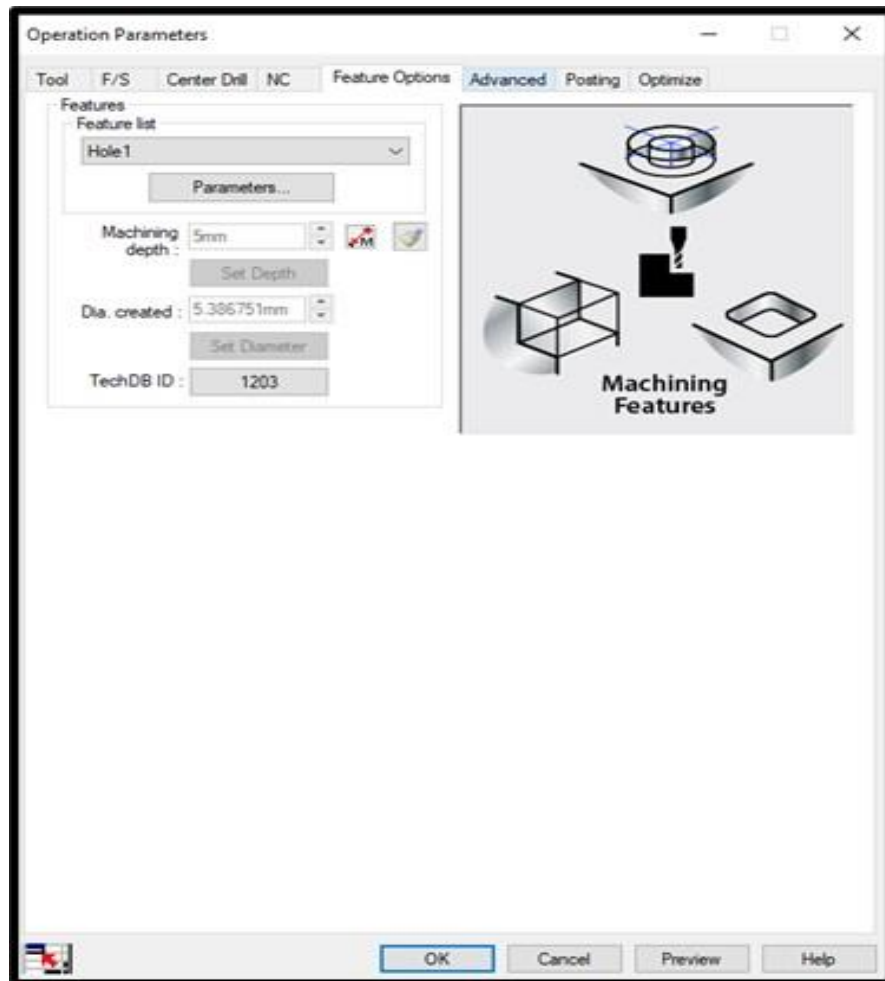 Operation Parameters
Tool F/S Center Drill NC Feature Options Advanced Posting Optimize
Features
Feature list
Hole1
Parameters...
Machining depth :
5mm
M
Set Depth
Dia. created : 5.386751mm
Set Diameter
TechDB ID : 1203
Machining
Features
OK Cancel Preview Help